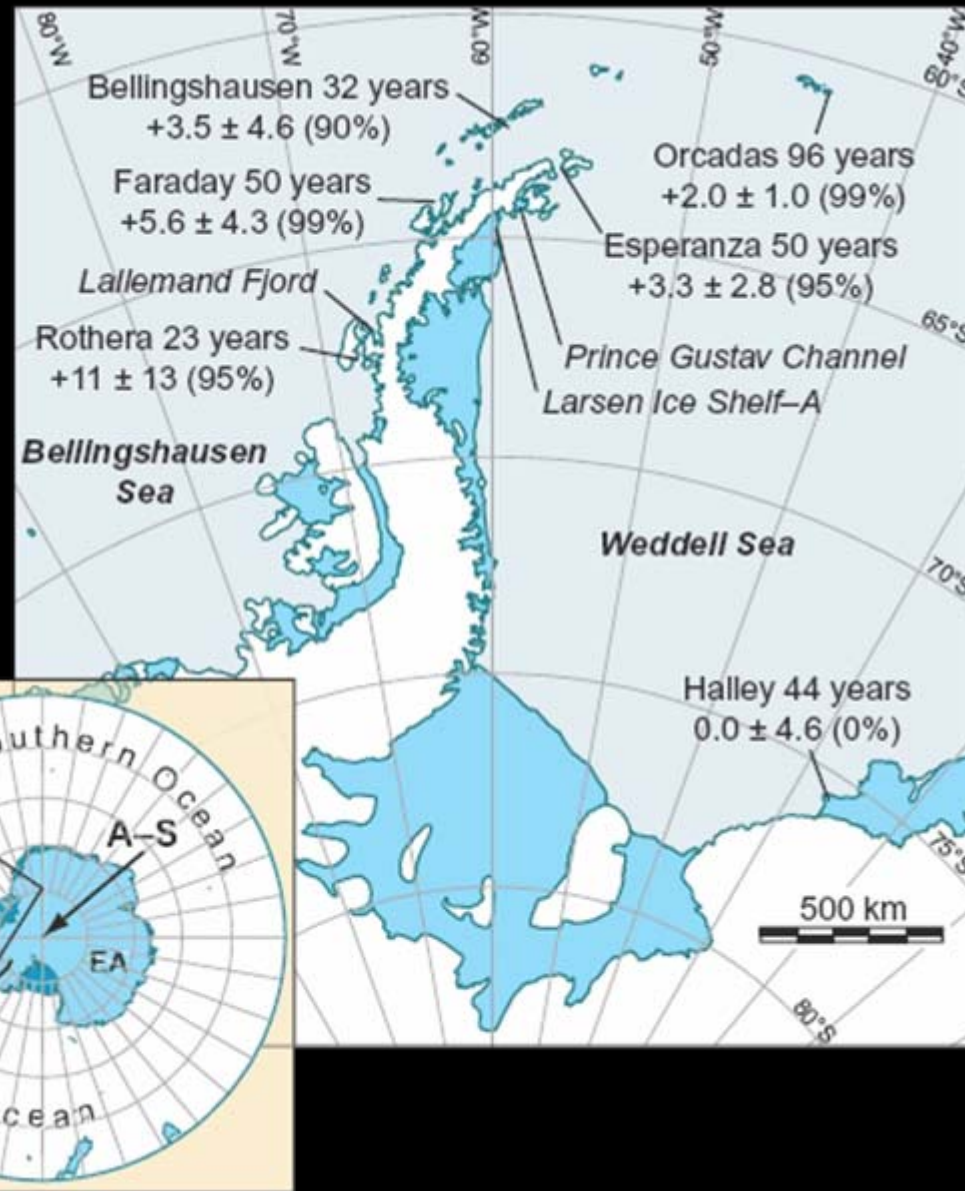 80°W
70°W
60°W
50°W
40°W
60°S
Bellingshausen 32 years
+3.5 ± 4.6 (90%)
Orcadas 96 years
+2.0 ± 1.0 (99%)
Faraday 50 years
+5.6 ± 4.3 (99%)
Esperanza 50 years
+3.3 ± 2.8 (95%)
Lallemand Fjord
65°S
Rothera 23 years
+11 ± 13 (95%)
Prince Gustav Channel
Larsen Ice Shelf–A
Bellingshausen
Sea
Weddell Sea
70°S
Halley 44 years
0.0 ± 4.6 (0%)
75°S
500 km
80°S
outhern Ocean
A–S
EA
cean